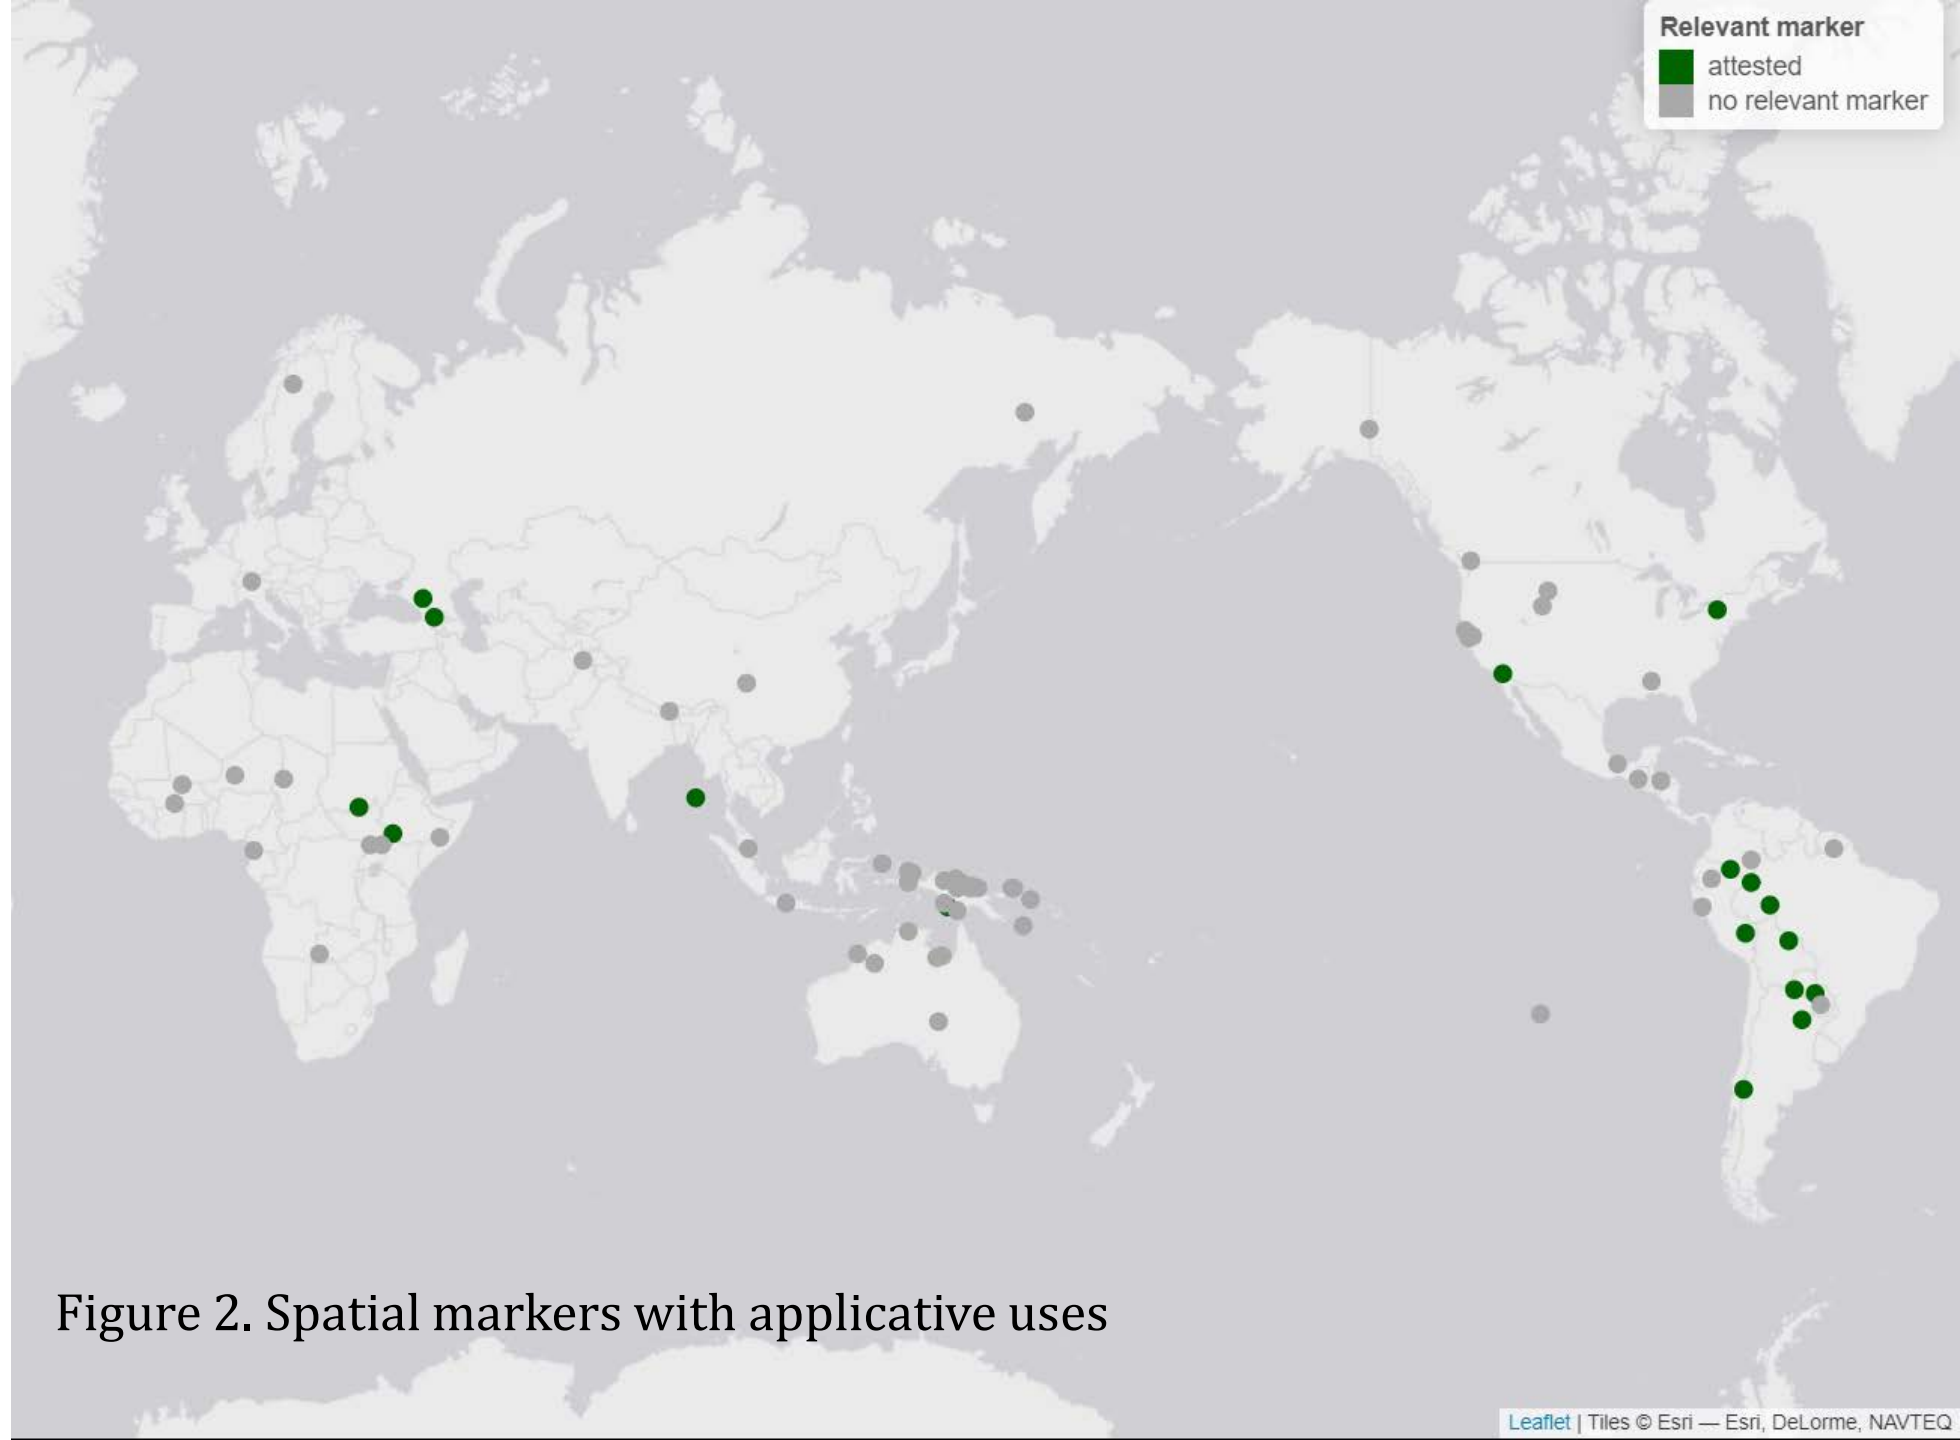 Relevant marker
attested
no relevant marker
Figure 2. Spatial markers with applicative uses
Leaflet | Tiles © Esri — Esri, DeLorme, NAVTEQ